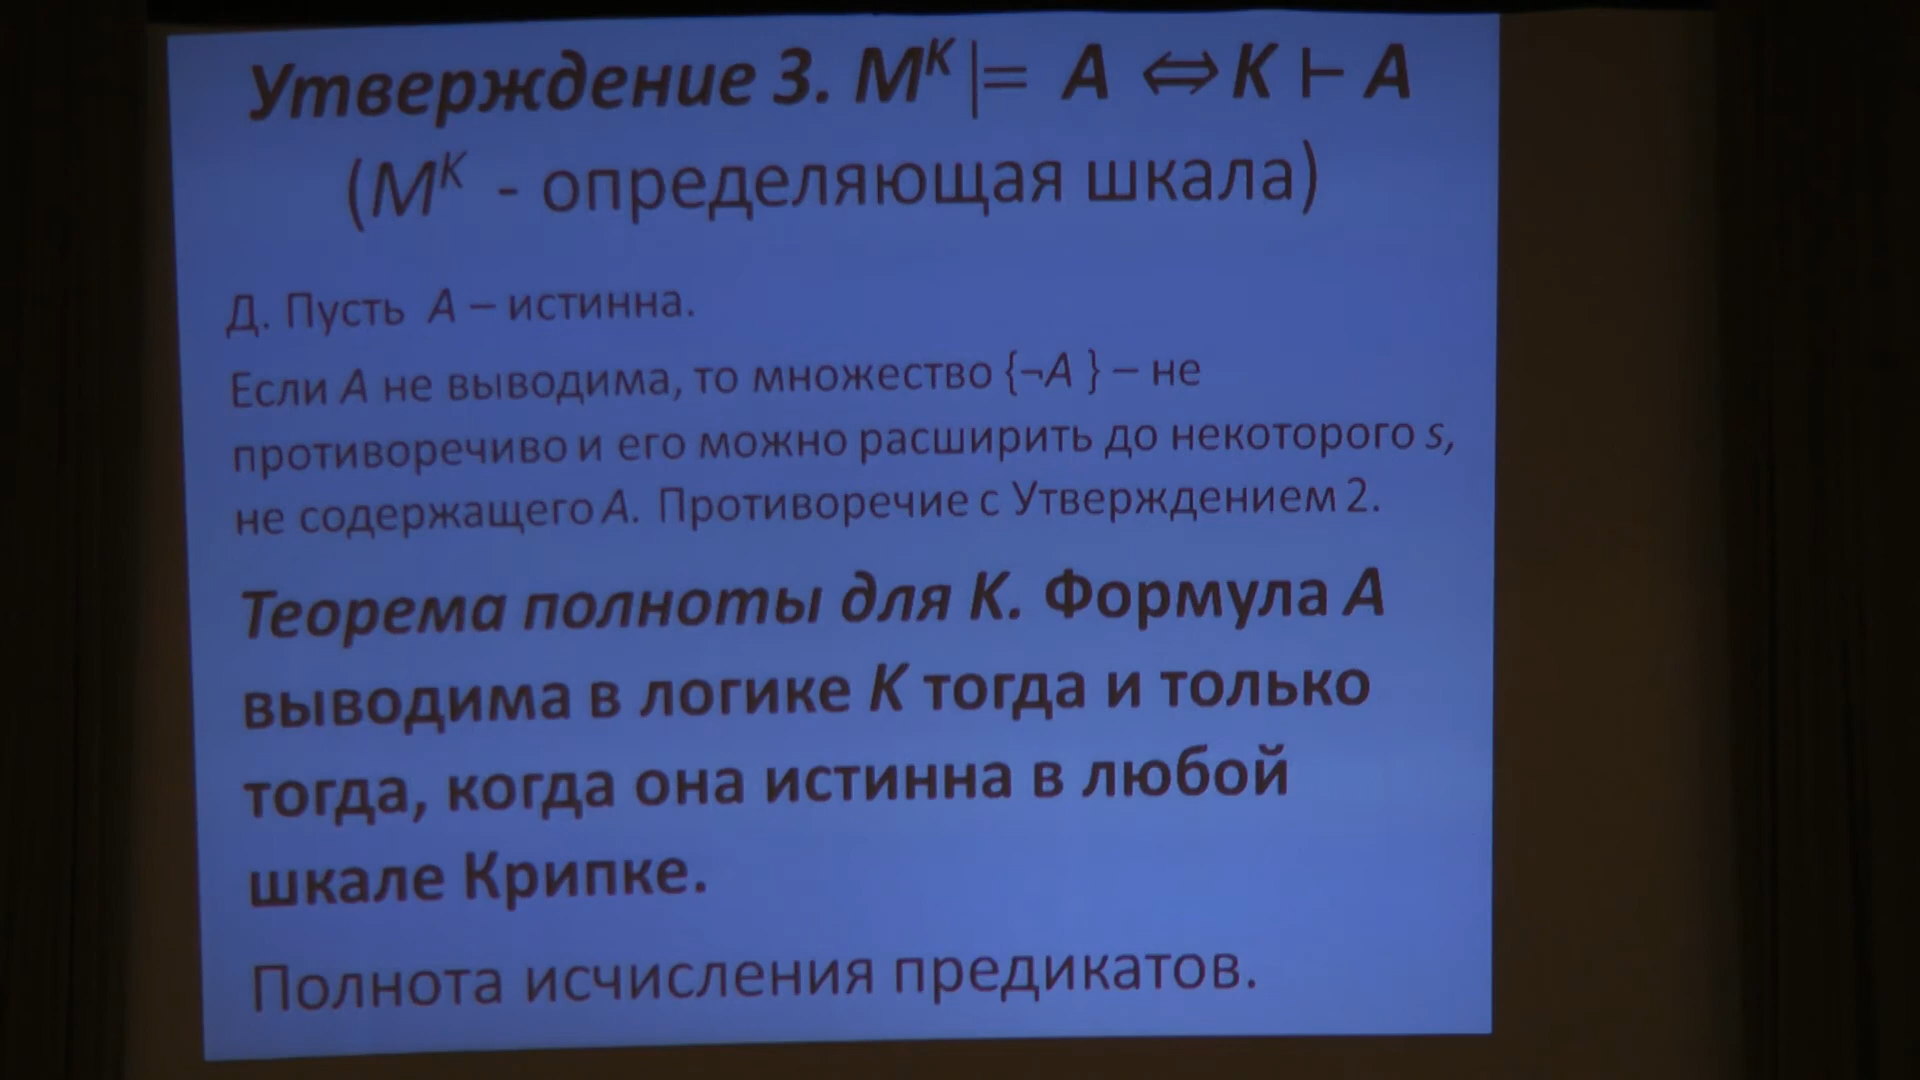 Утверждение 3. Mᴷ |= A ⇔ K ⊢ A
(Mᴷ - определяющая шкала)
Д. Пусть A – истинна.
Если A не выводима, то множество {¬A } – не
противоречиво и его можно расширить до некоторого s,
не содержащего A. Противоречие с Утверждением 2.
Теорема полноты для K. Формула A
выводима в логике K тогда и только
тогда, когда она истинна в любой
шкале Крипке.
Полнота исчисления предикатов.